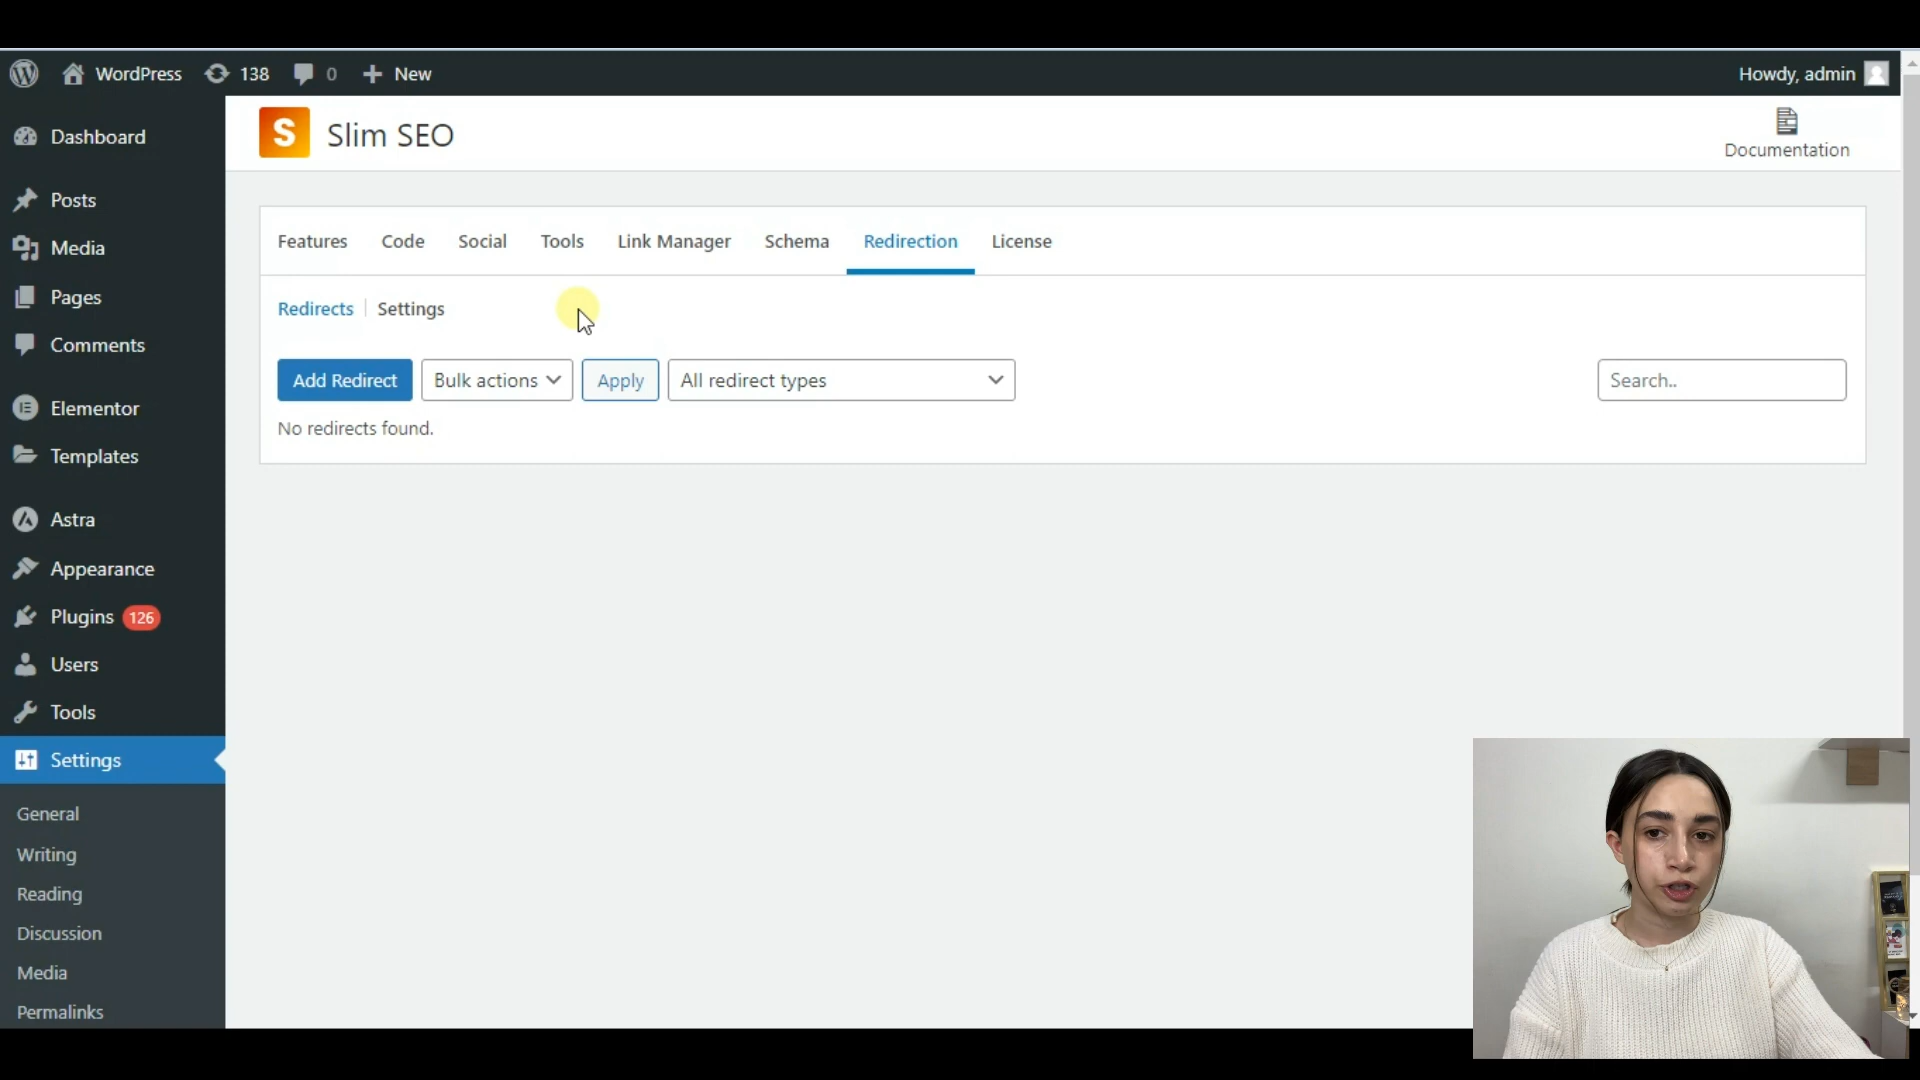 WordPress 138 0 New Howdy, admin
Dashboard
Posts
Media
Pages
Comments
Elementor
Templates
Astra
Appearance
Plugins 126
Users
Tools
Settings
General
Writing
Reading
Discussion
Media
Permalinks
S Slim SEO
Documentation
Features Code Social Tools Link Manager Schema Redirection License
Redirects Settings
Add Redirect Bulk actions Apply All redirect types Search..
No redirects found.